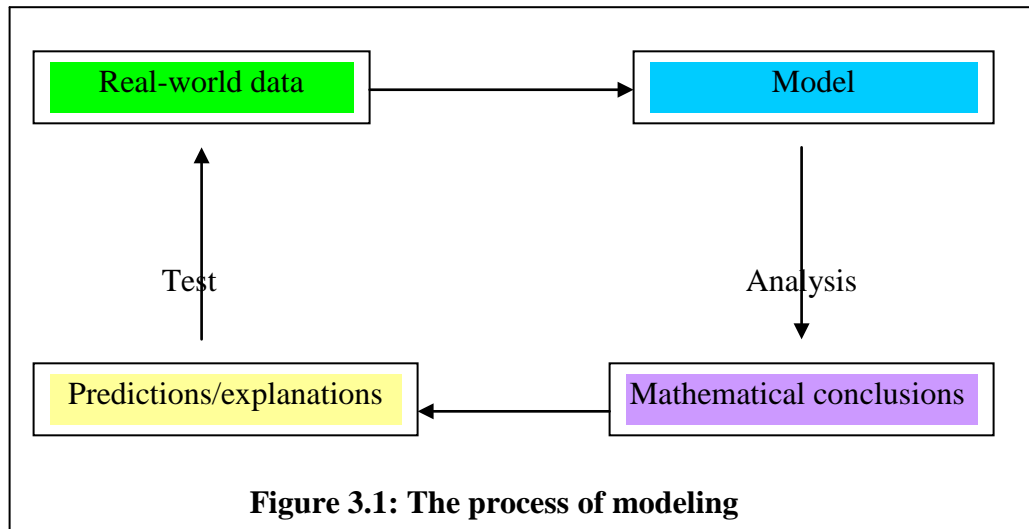 Real-world data
Model
Test
Analysis
Predictions/explanations
Mathematical conclusions
Figure 3.1: The process of modeling